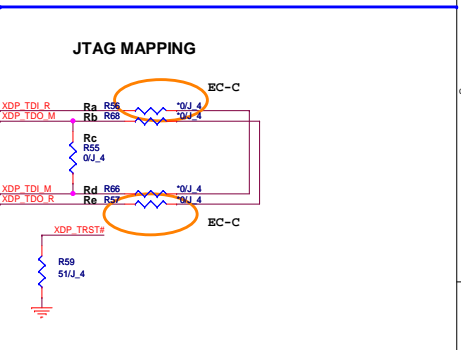 JTAG MAPPING
EC-C
XDP_TDI_R Ra R56 *0/J_4
XDP_TDO_M Rb R68 *0/J_4
Rc
R55
0/J_4
XDP_TDI_M Rd R66 *0/J_4
XDP_TDO_R Re R57 *0/J_4
EC-C
XDP_TRST#
R59
51/J_4